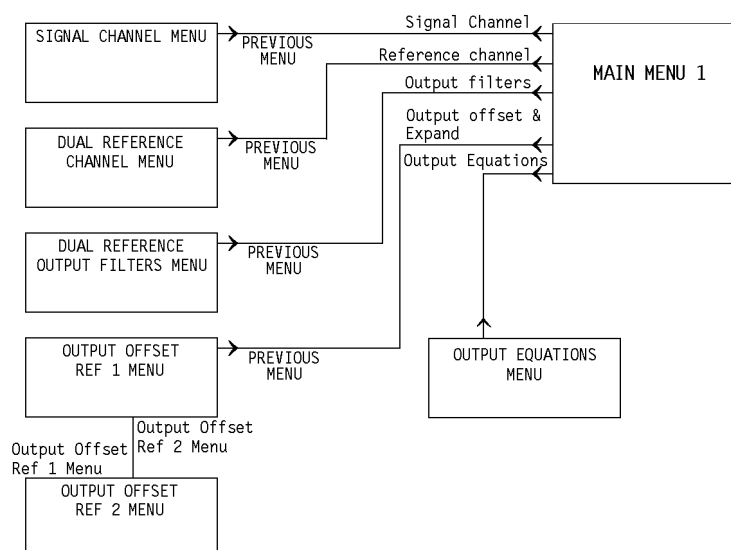 Signal Channel
SIGNAL CHANNEL MENU
PREVIOUS
MENU
Reference channel
MAIN MENU 1
Output filters
Output offset &
Expand
DUAL REFERENCE
CHANNEL MENU
PREVIOUS
MENU
Output Equations
DUAL REFERENCE
OUTPUT FILTERS MENU
PREVIOUS
MENU
OUTPUT OFFSET
REF 1 MENU
PREVIOUS
MENU
OUTPUT EQUATIONS
MENU
Output Offset
Ref 2 Menu
Output Offset
Ref 1 Menu
OUTPUT OFFSET
REF 2 MENU